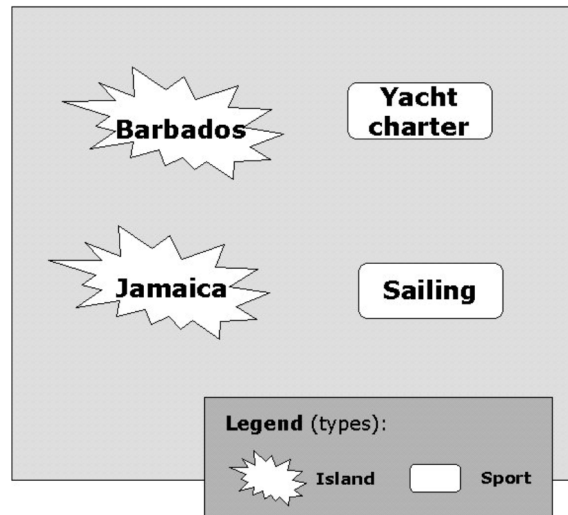 Barbados
Yacht
charter
Jamaica
Sailing
Legend (types):
Island
Sport